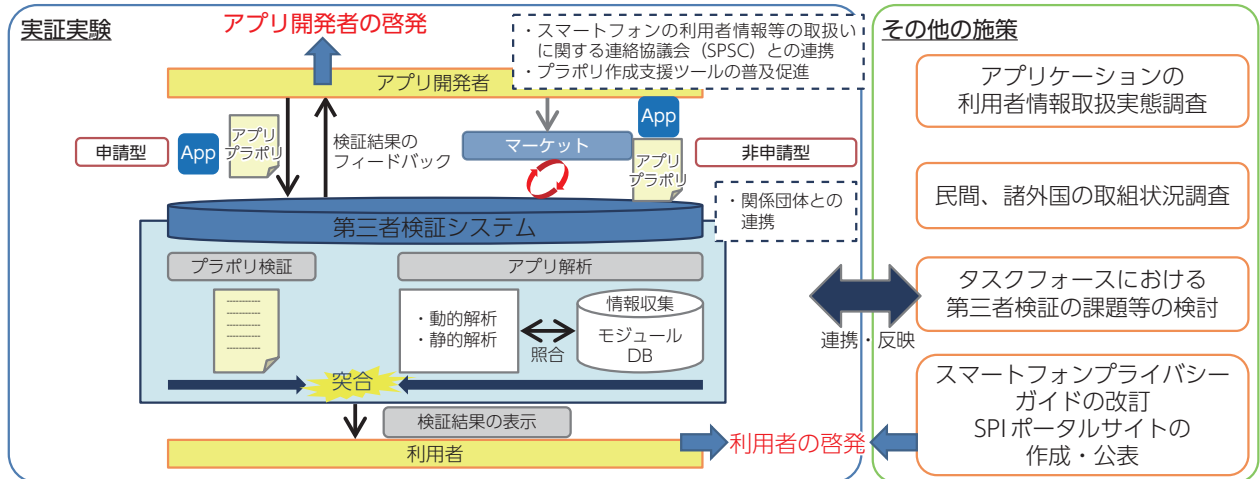 実証実験
アプリ開発者の啓発
・スマートフォンの利用者情報等の取扱い
に関する連絡協議会（SPSC）との連携
・プラポリ作成支援ツールの普及促進
アプリ開発者
申請型
App
アプリ
プラポリ
検証結果の
フィードバック
マーケット
App
アプリ
プラポリ
非申請型
・関係団体との
連携
第三者検証システム
プラポリ検証
アプリ解析
・動的解析
・静的解析
照合
情報収集
モジュール
DB
突合
検証結果の表示
利用者
利用者の啓発
連携・反映
その他の施策
アプリケーションの
利用者情報取扱実態調査
民間、諸外国の取組状況調査
タスクフォースにおける
第三者検証の課題等の検討
スマートフォンプライバシー
ガイドの改訂
SPIポータルサイトの
作成・公表